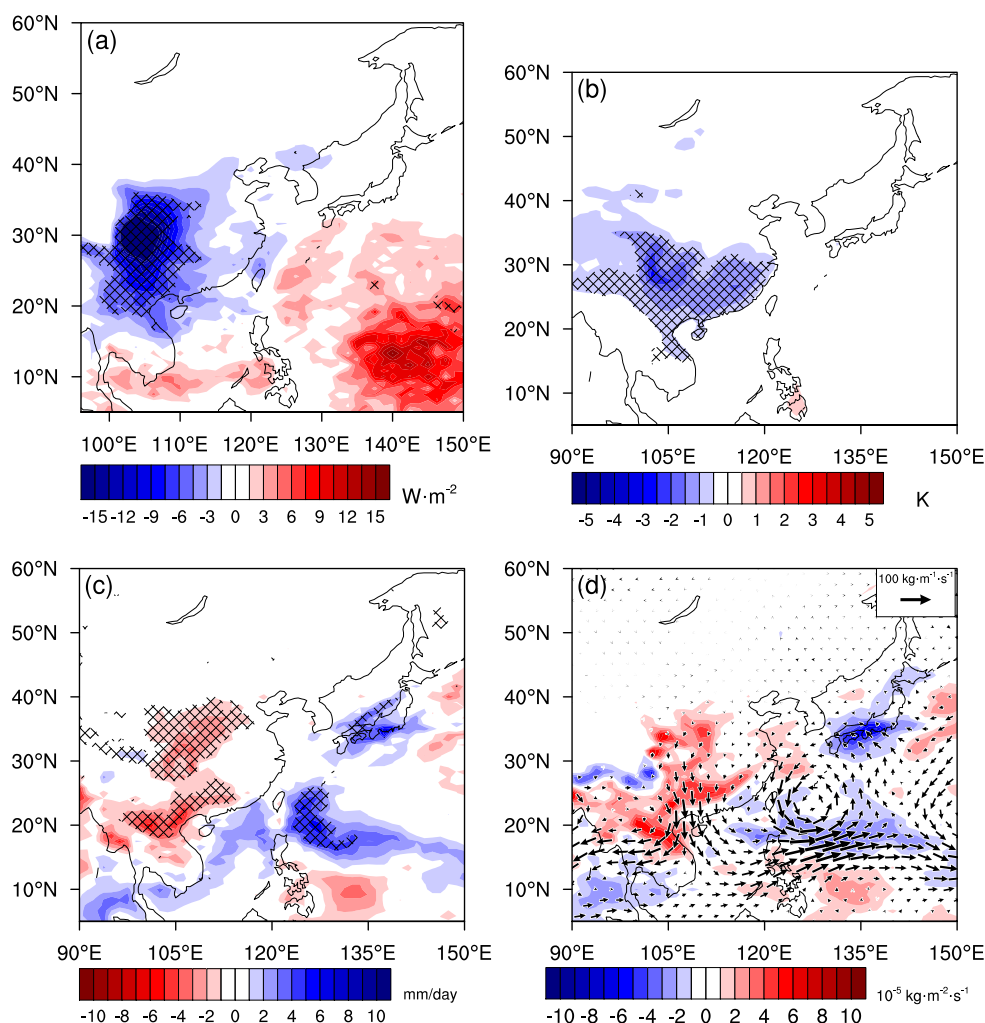 (a)
60°N
50°N
40°N
30°N
20°N
10°N
100°E 110°E 120°E 130°E 140°E 150°E
-15 -12 -9 -6 -3 0 3 6 9 12 15
W·m⁻²
(b)
60°N
50°N
40°N
30°N
20°N
10°N
90°E 105°E 120°E 135°E 150°E
-5 -4 -3 -2 -1 0 1 2 3 4 5
K
(c)
60°N
50°N
40°N
30°N
20°N
10°N
90°E 105°E 120°E 135°E 150°E
-10 -8 -6 -4 -2 0 2 4 6 8 10
mm/day
(d)
100 kg·m⁻¹·s⁻¹
60°N
50°N
40°N
30°N
20°N
10°N
90°E 105°E 120°E 135°E 150°E
-10 -8 -6 -4 -2 0 2 4 6 8 10
10⁻⁵ kg·m⁻²·s⁻¹